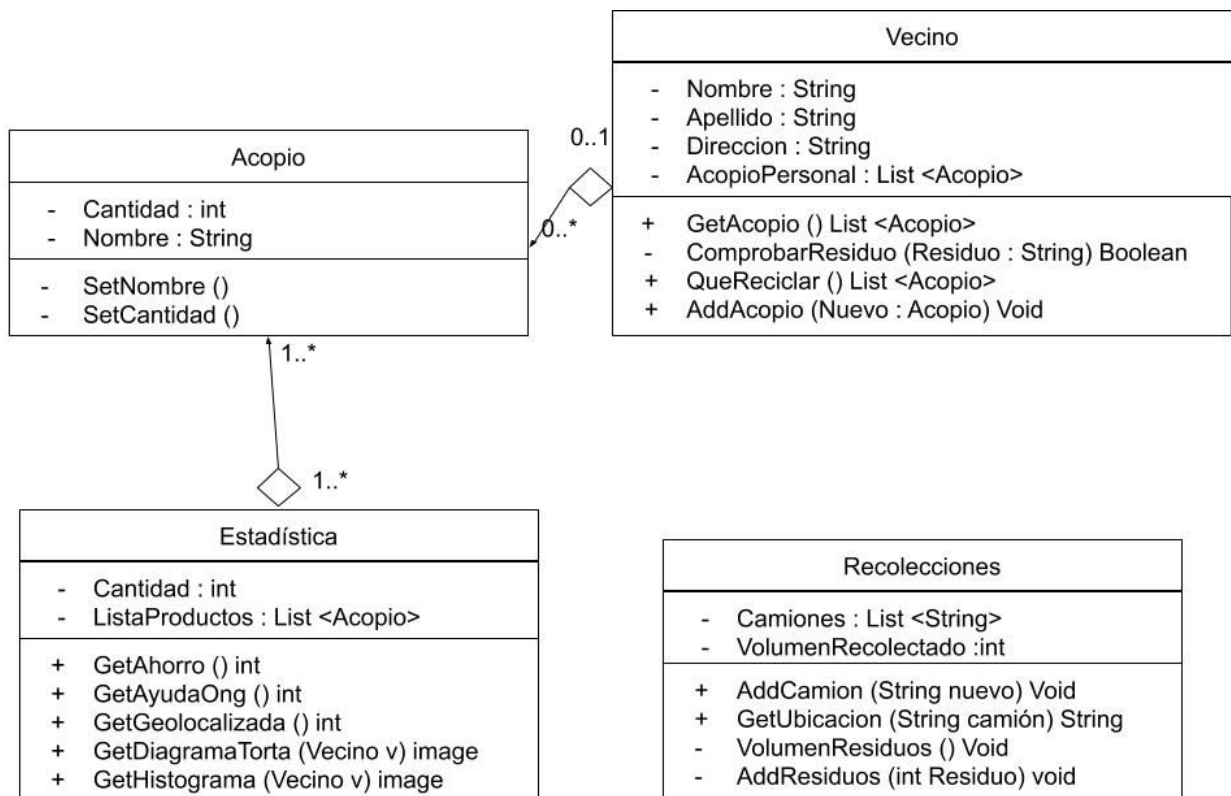 Vecino
- Nombre : String
- Apellido : String
- Direccion : String
- AcopioPersonal : List <Acopio>
+ GetAcopio () List <Acopio>
- ComprobarResiduo (Residuo : String) Boolean
+ QueReciclar () List <Acopio>
+ AddAcopio (Nuevo : Acopio) Void
0..1
0..*
Acopio
- Cantidad : int
- Nombre : String
- SetNombre ()
- SetCantidad ()
1..*
1..*
Estadística
- Cantidad : int
- ListaProductos : List <Acopio>
+ GetAhorro () int
+ GetAyudaOng () int
+ GetGeolocalizada () int
+ GetDiagramaTorta (Vecino v) image
+ GetHistograma (Vecino v) image
Recolecciones
- Camiones : List <String>
- VolumenRecolectado :int
+ AddCamion (String nuevo) Void
+ GetUbicacion (String camión) String
- VolumenResiduos () Void
- AddResiduos (int Residuo) void